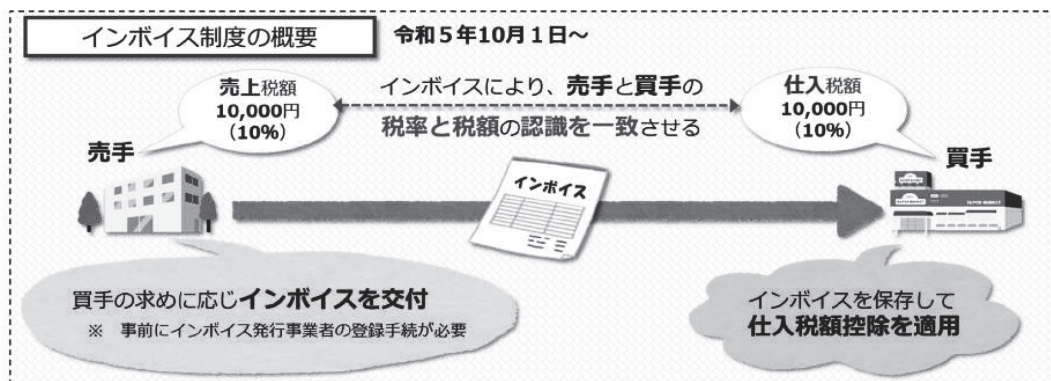 インボイス制度の概要
令和5年10月1日～
売上税額
10,000円
（10%）
インボイスにより、売手と買手の
税率と税額の認識を一致させる
仕入税額
10,000円
（10%）
売手
買手
インボイス
買手の求めに応じインボイスを交付
※ 事前にインボイス発行事業者の登録手続が必要
インボイスを保存して
仕入税額控除を適用